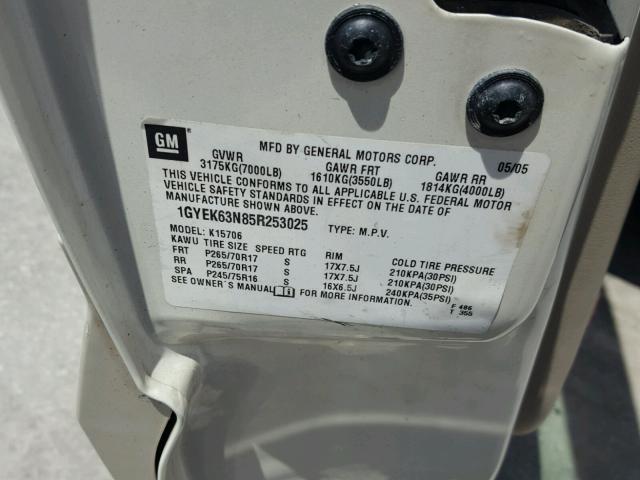 GM
MFD BY GENERAL MOTORS CORP. 05/05
GVWR GAWR FRT GAWR RR
3175KG(7000LB) 1610KG(3550LB) 1814KG(4000LB)
THIS VEHICLE CONFORMS TO ALL APPLICABLE U.S. FEDERAL MOTOR
VEHICLE SAFETY STANDARDS IN EFFECT ON THE DATE OF
MANUFACTURE SHOWN ABOVE.
1GYEK63N85R253025 TYPE: M.P.V.
MODEL: K15706
KAWU TIRE SIZE SPEED RTG RIM COLD TIRE PRESSURE
FRT P265/70R17 S 17X7.5J 210KPA(30PSI)
RR P265/70R17 S 17X7.5J 210KPA(30PSI)
SPA P245/75R16 S 16X6.5J 240KPA(35PSI)
SEE OWNER'S MANUAL FOR MORE INFORMATION.
F 486
T 355